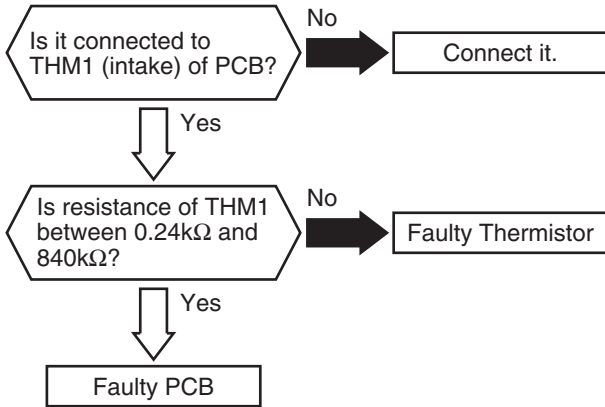 Is it connected to
THM1 (intake) of PCB?
No
Connect it.
Yes
Is resistance of THM1
between 0.24kΩ and
840kΩ?
No
Faulty Thermistor
Yes
Faulty PCB